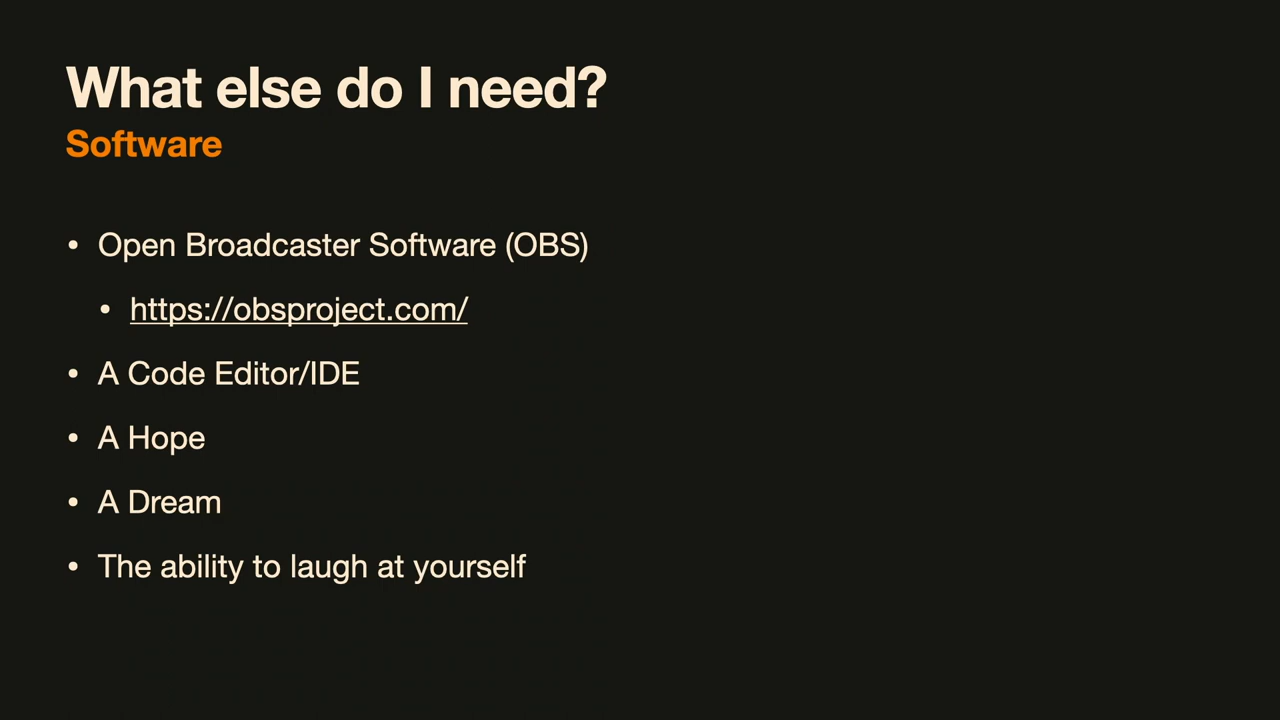 What else do I need?
Software
• Open Broadcaster Software (OBS)
• https://obsproject.com/
• A Code Editor/IDE
• A Hope
• A Dream
• The ability to laugh at yourself